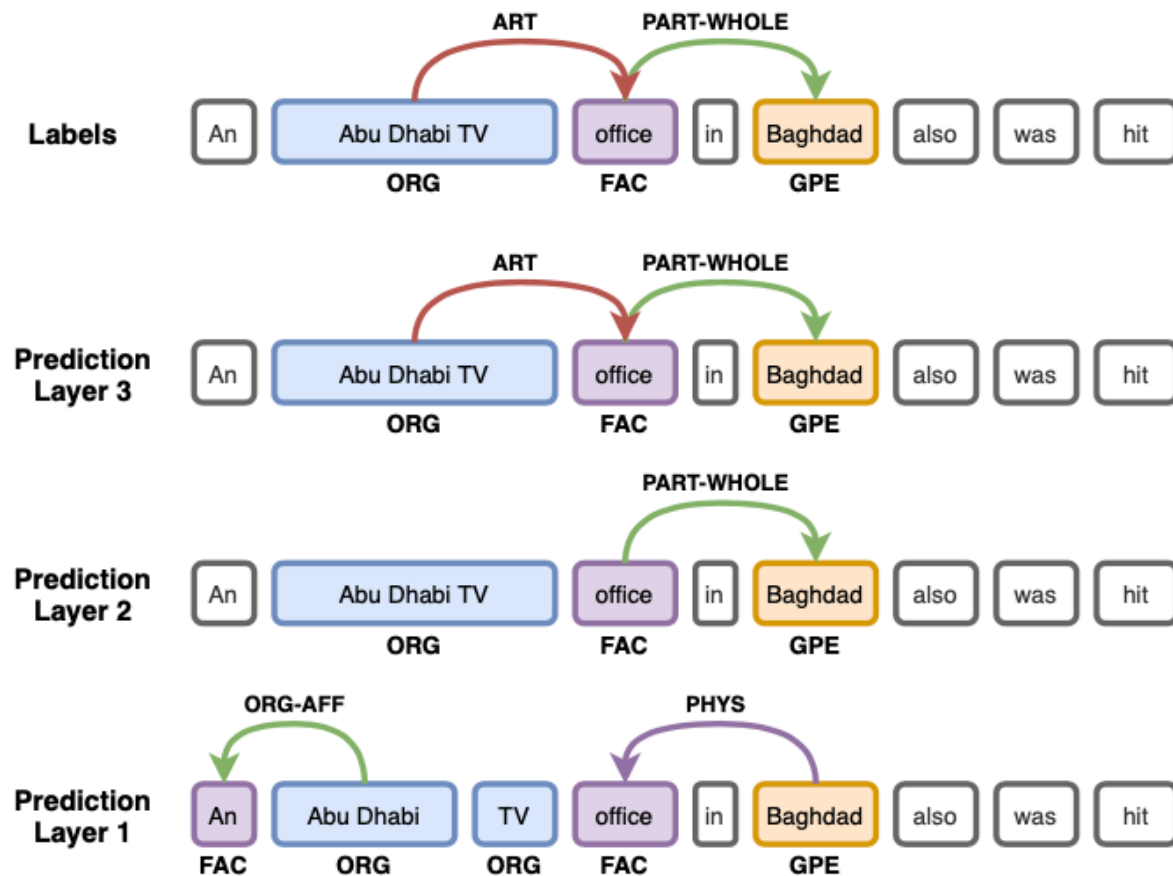 ART PART-WHOLE
Labels An Abu Dhabi TV office in Baghdad also was hit
ORG FAC GPE
ART PART-WHOLE
Prediction
Layer 3 An Abu Dhabi TV office in Baghdad also was hit
ORG FAC GPE
PART-WHOLE
Prediction
Layer 2 An Abu Dhabi TV office in Baghdad also was hit
ORG FAC GPE
ORG-AFF PHYS
Prediction
Layer 1 An Abu Dhabi TV office in Baghdad also was hit
FAC ORG ORG FAC GPE